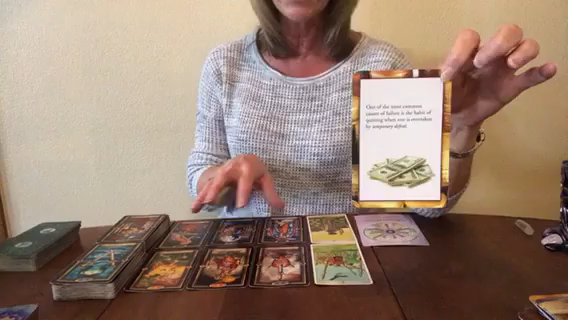 One of the most common
causes of failure is the habit of
quitting when one is overtaken
by temporary defeat.